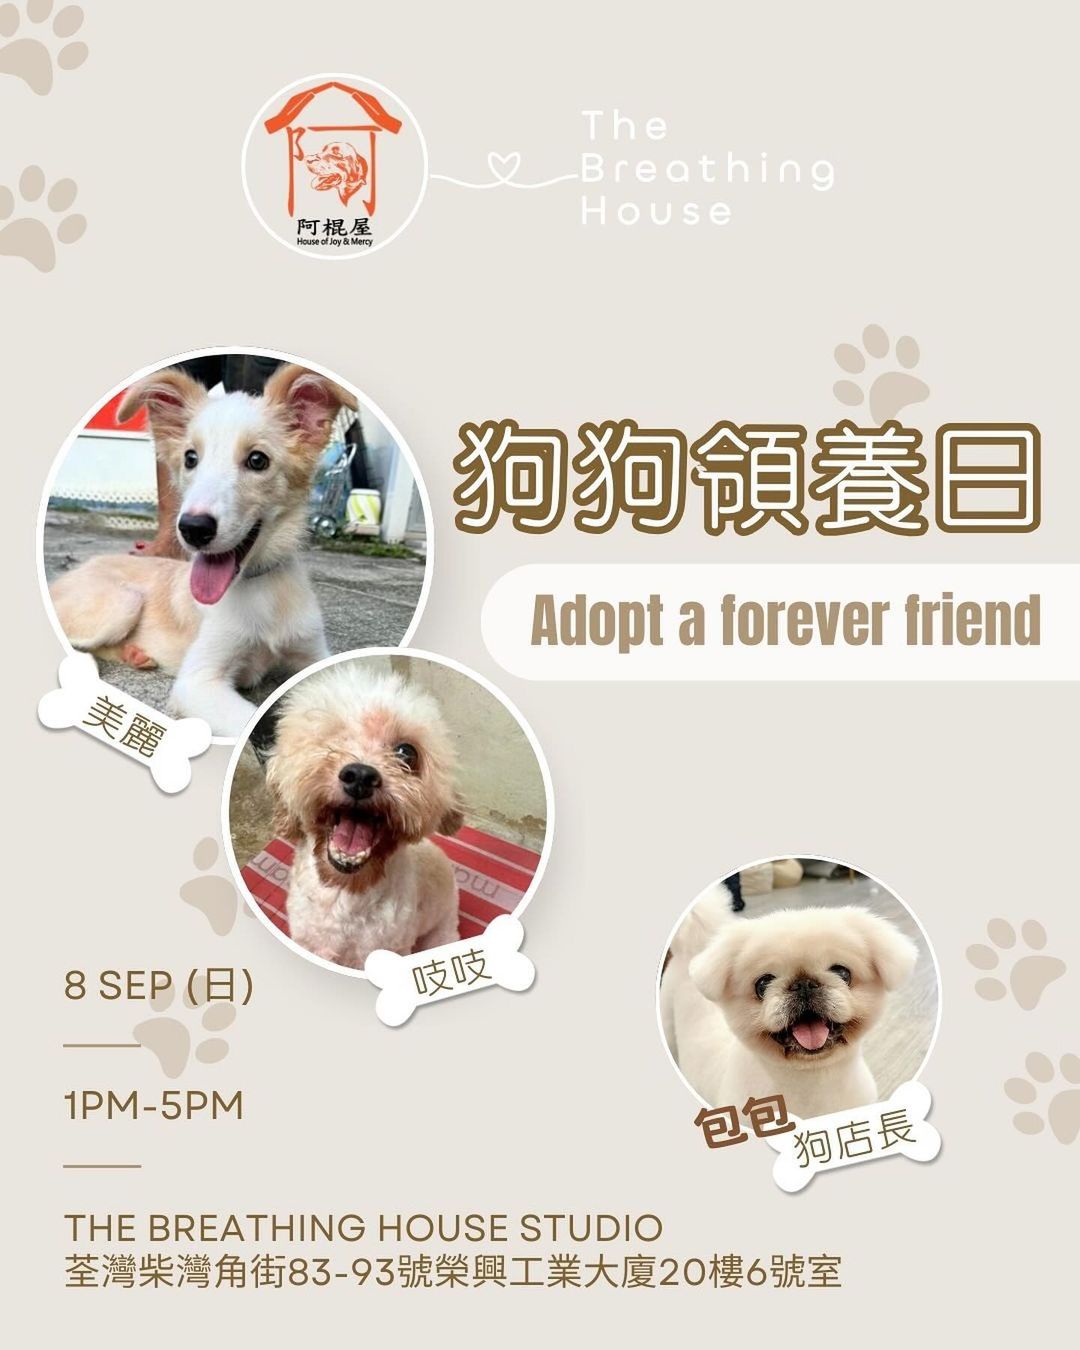 阿棍屋
House of Joy & Mercy
The
Breathing
House
狗狗領養日
Adopt a forever friend
美麗
吱吱
8 SEP (日)
1PM-5PM
包包
狗店長
THE BREATHING HOUSE STUDIO
荃灣柴灣角街83-93號榮興工業大廈20樓6號室